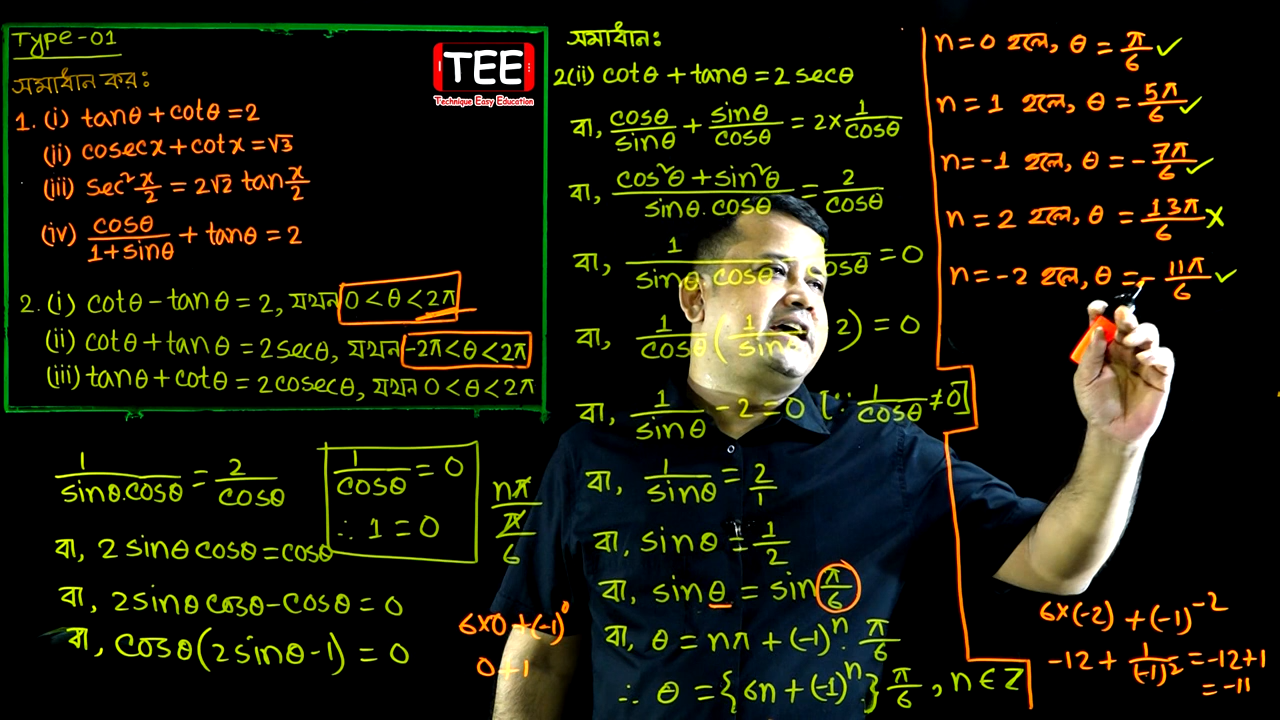 Type-01
TEE
Technique Easy Education
সমাধান কর:
1. (i) tanθ + cotθ = 2
(ii) cosecx + cotx = √3
(iii) sec² x/2 = 2√2 tan x/2
(iv) cosθ/(1+sinθ) + tanθ = 2
2. (i) cotθ - tanθ = 2, যখন 0 < θ < 2π
(ii) cotθ + tanθ = 2secθ, যখন -2π < θ < 2π
(iii) tanθ + cotθ = 2cosecθ, যখন 0 < θ < 2π
1/(sinθ.cosθ) = 2/cosθ
বা, 2 sinθ cosθ = cosθ
বা, 2sinθ cosθ - cosθ = 0
বা, cosθ(2sinθ - 1) = 0
1/cosθ = 0
∴ 1 = 0
nπ/(π/6)
6×0 + (-1)⁰
0 + 1
সমাধান:
2(ii) cotθ + tanθ = 2 secθ
বা, cosθ/sinθ + sinθ/cosθ = 2× 1/cosθ
বা, (cos²θ + sin²θ)/(sinθ.cosθ) = 2/cosθ
বা, 1/(sinθ cosθ) - cosθ = 0
বা, 1/cosθ (1/sinθ 2) = 0
বা, 1/sinθ - 2 = 0 [∵ 1/cosθ ≠ 0]
বা, 1/sinθ = 2/1
বা, sinθ = 1/2
বা, sinθ = sin π/6
বা, θ = nπ + (-1)ⁿ. π/6
∴ θ = {6n + (-1)ⁿ} π/6, n ∈ Z
n = 0 হলে, θ = π/6 ✓
n = 1 হলে, θ = 5π/6 ✓
n = -1 হলে, θ = - 7π/6 ✓
n = 2 হলে, θ = 13π/6 ×
n = -2 হলে, θ = - 11π/6 ✓
6×(-2) + (-1)⁻²
-12 + 1/(-1)² = -12+1
= -11